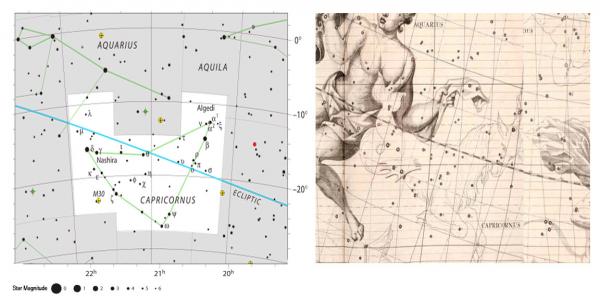 AQUARIUS
AQUILA
Algedi
α
ν
ξ
β
λ
μ
δ γ
Nashira
θ
τ
υ
ρ
π
ο
σ
κ
ε
ζ
η
φ
χ
M30
CAPRICORNUS
ψ
ω
ECLIPTIC
0°
-10°
-20°
22h
21h
20h
Star Magnitude 0 1 2 3 4 5 6
AQUARIUS
CAPRICORNUS